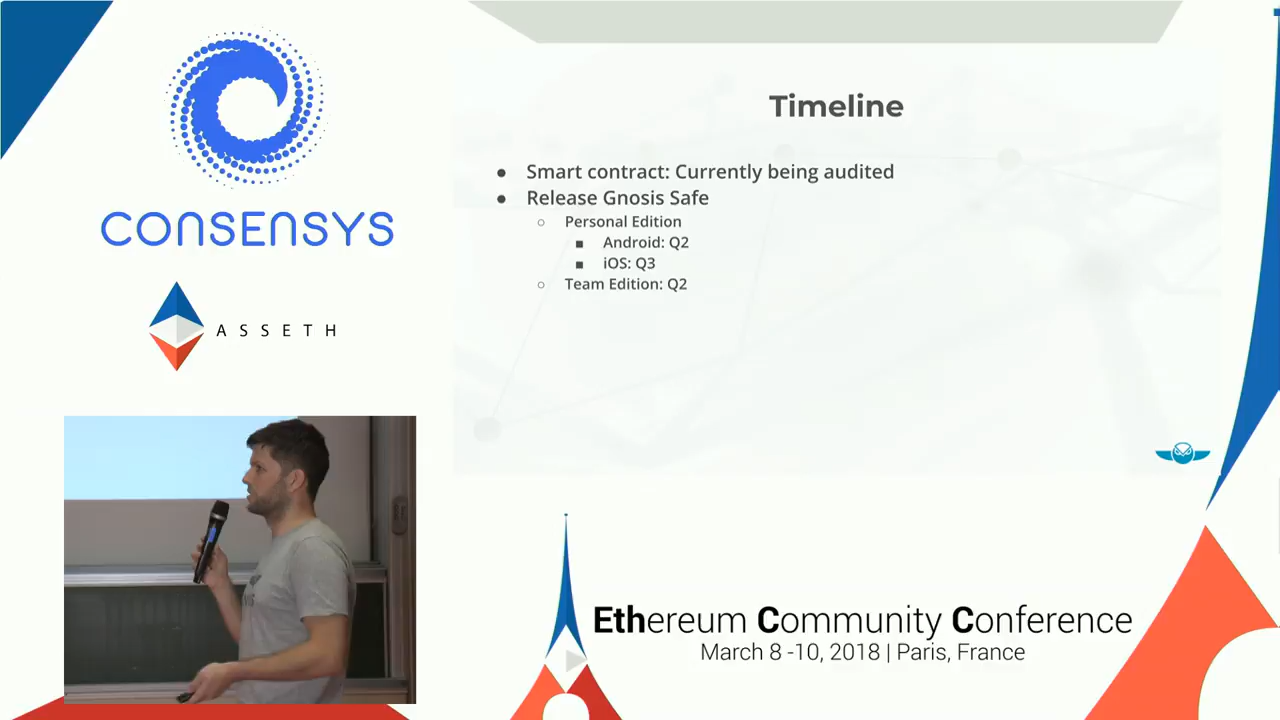 CONSENSYS
ASSETH
Timeline
● Smart contract: Currently being audited
● Release Gnosis Safe
○ Personal Edition
■ Android: Q2
■ iOS: Q3
○ Team Edition: Q2
Ethereum Community Conference
March 8 -10, 2018 | Paris, France